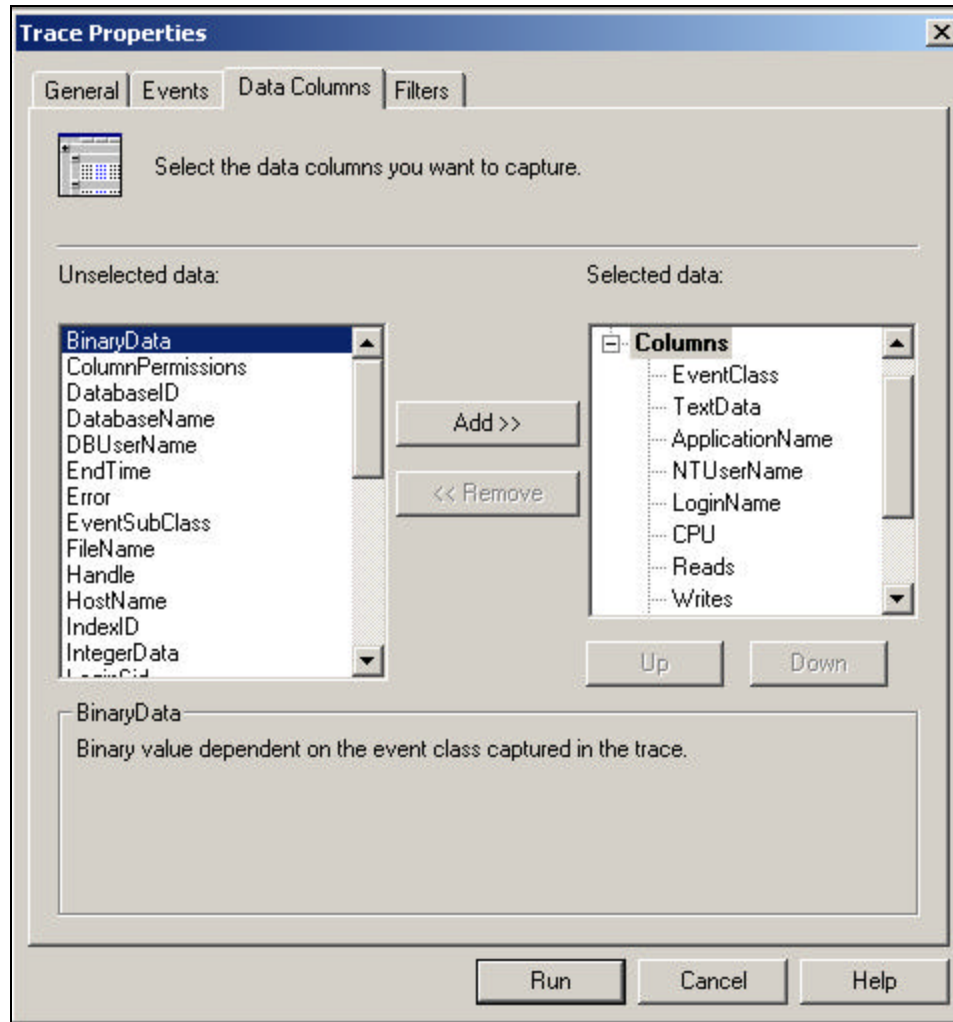 Trace Properties
General
Events
Data Columns
Filters
Select the data columns you want to capture.
Unselected data:
BinaryData
ColumnPermissions
DatabaseID
DatabaseName
DBUserName
EndTime
Error
EventSubClass
FileName
Handle
HostName
IndexID
IntegerData
LoginSid
Add >>
<< Remove
Selected data:
Columns
EventClass
TextData
ApplicationName
NTUserName
LoginName
CPU
Reads
Writes
Up
Down
BinaryData
Binary value dependent on the event class captured in the trace.
Run
Cancel
Help